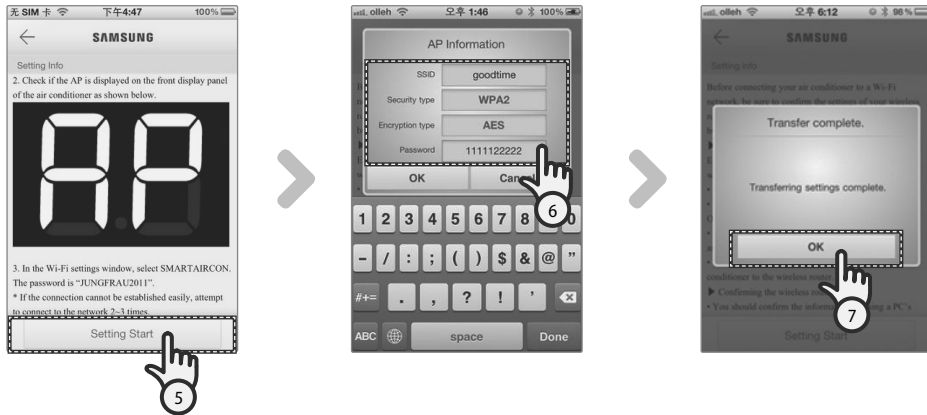 无 SIM 卡 下午4:47 100%
SAMSUNG
Setting Info
2. Check if the AP is displayed on the front display panel
of the air conditioner as shown below.
AP
3. In the Wi-Fi settings window, select SMARTAIRCON.
The password is “JUNGFRAU2011”.
* If the connection cannot be established easily, attempt
to connect to the network 2~3 times.
Setting Start
5
olleh 오후 1:46 100%
AP Information
SSID goodtime
Security type WPA2
Encryption type AES
Password 1111122222
OK
1 2 3 4 5 6 7 8 0
- / : ; ( ) $ & @ "
#+= . , ? ! '
ABC space Done
6
olleh 오후 6:12 98%
SAMSUNG
Setting Info
Before connecting your air conditioner to a Wi-Fi
network, be sure to confirm the settings of your wireless
Transfer complete.
Transferring settings complete.
OK
conditioner to the wireless router
▶ Confirming the wireless
• You should confirm the a PC's
Setting Start
7